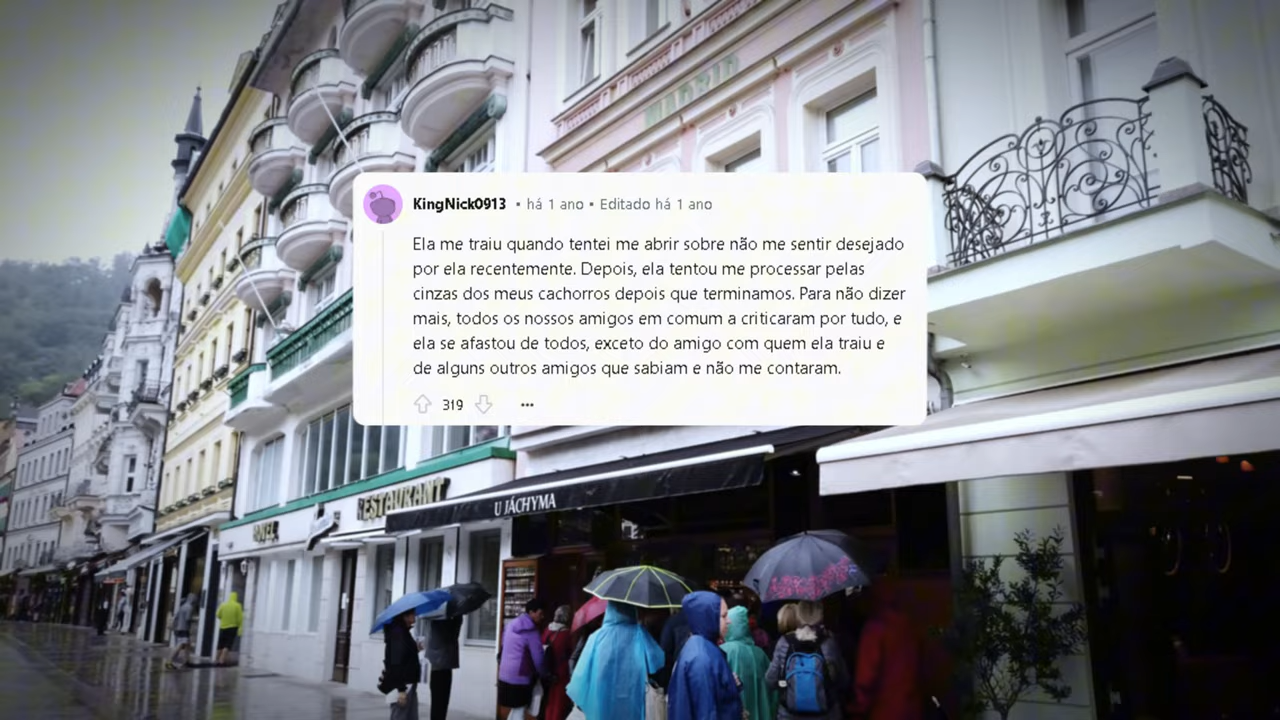 MADRID
KingNick0913 • há 1 ano • Editado há 1 ano
Ela me traiu quando tentei me abrir sobre não me sentir desejado
por ela recentemente. Depois, ela tentou me processar pelas
cinzas dos meus cachorros depois que terminamos. Para não dizer
mais, todos os nossos amigos em comum a criticaram por tudo, e
ela se afastou de todos, exceto do amigo com quem ela traiu e
de alguns outros amigos que sabiam e não me contaram.
319
RESTAURANT
U JÁCHYMA